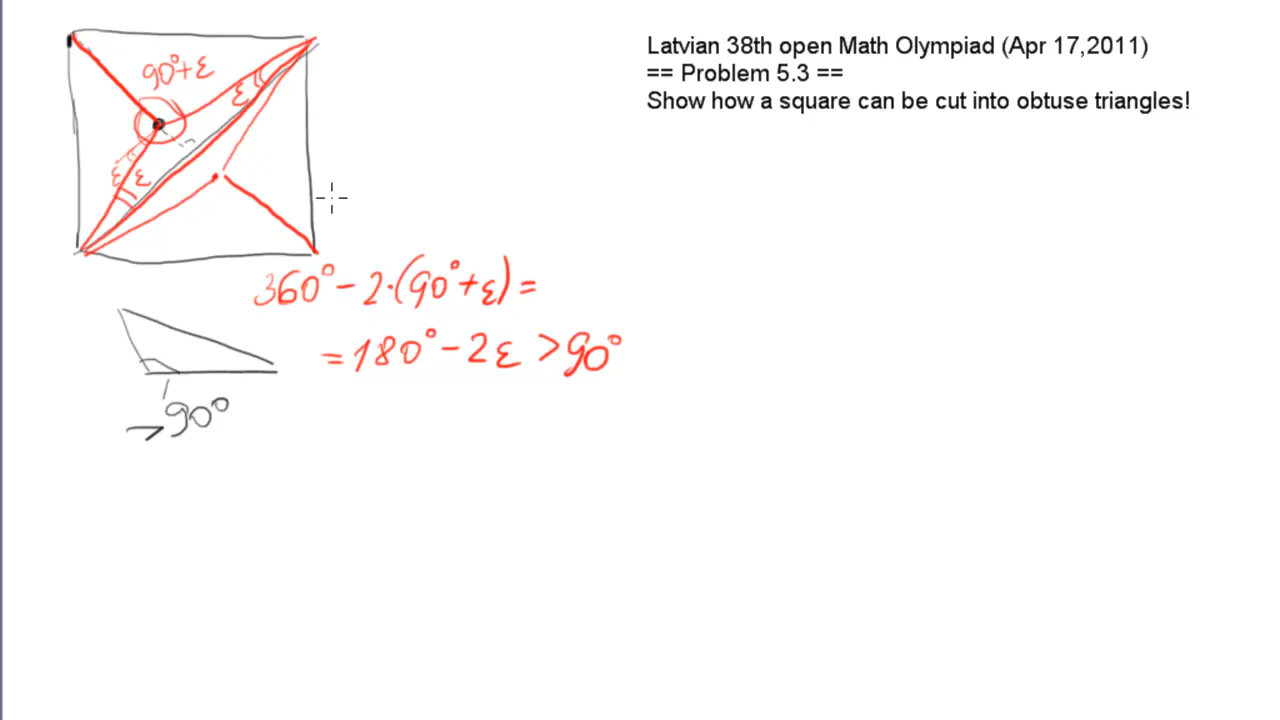 Latvian 38th open Math Olympiad (Apr 17,2011)
== Problem 5.3 ==
Show how a square can be cut into obtuse triangles!
90°+ε
ε
ε
ε
360°-2·(90°+ε)=
=180°-2ε>90°
>90°